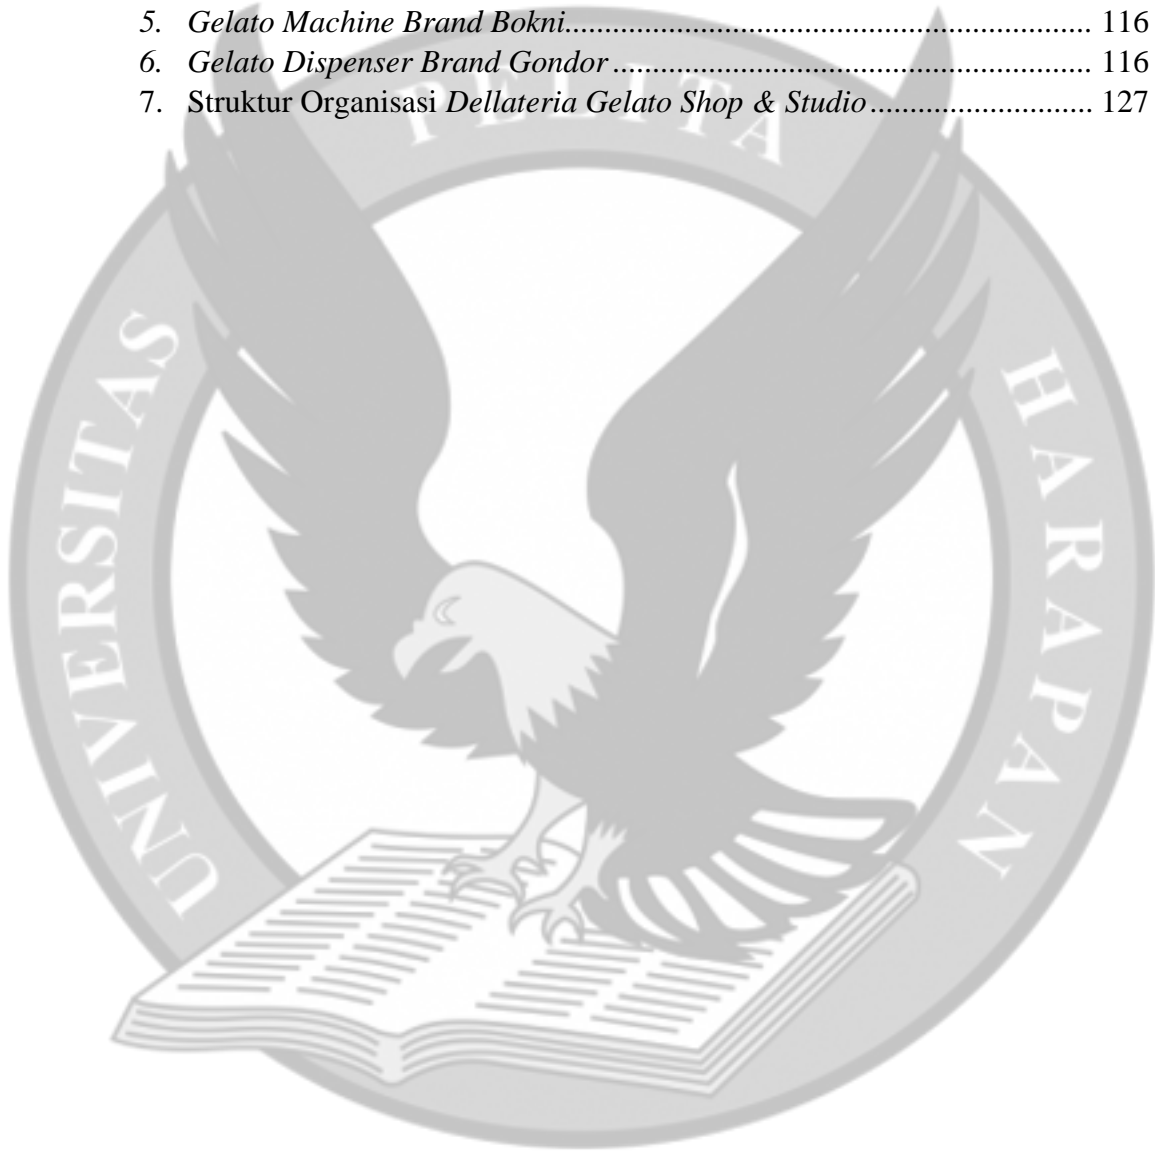 5. Gelato Machine Brand Bokni.................................................................. 116
6. Gelato Dispenser Brand Gondor............................................................ 116
7. Struktur Organisasi Dellateria Gelato Shop & Studio............................ 127
UNIVERSITAS PELITA HARAPAN